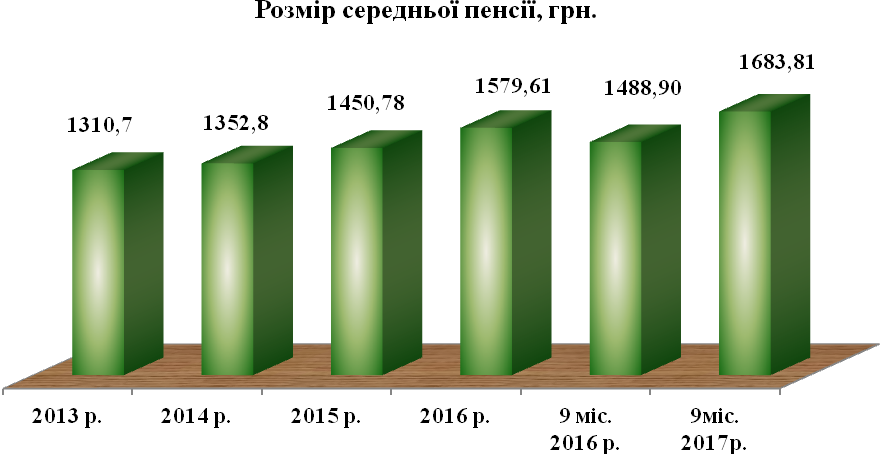 Розмір середньої пенсії, грн.
1310,7
1352,8
1450,78
1579,61
1488,90
1683,81
2013 р.
2014 р.
2015 р.
2016 р.
9 міс.
2016 р.
9міс.
2017р.